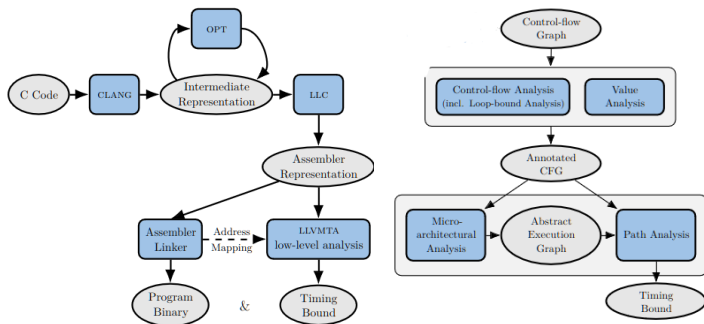 OPT
C Code
CLANG
Intermediate
Representation
LLC
Assembler
Representation
Assembler
Linker
Address
Mapping
LLVMTA
low-level analysis
Program
Binary
&
Timing
Bound
Control-flow
Graph
Control-flow Analysis
(incl. Loop-bound Analysis)
Value
Analysis
Annotated
CFG
Micro-
architectural
Analysis
Abstract
Execution
Graph
Path Analysis
Timing
Bound